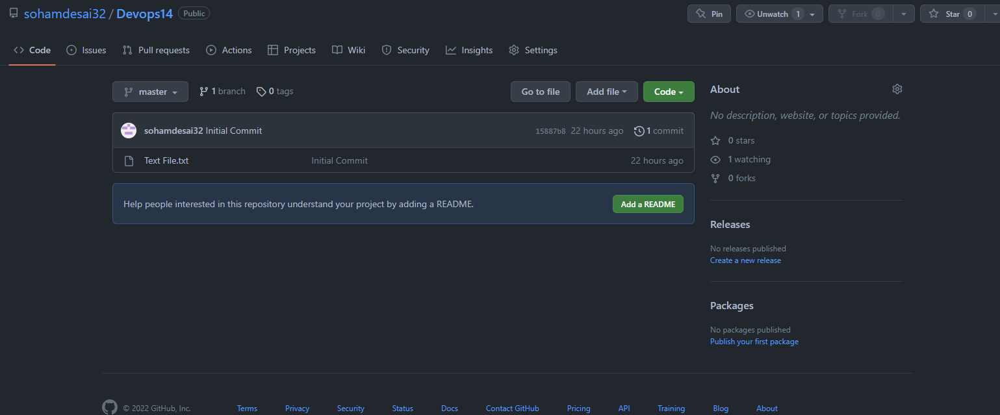 sohamdesai32 / Devops14 Public Pin Unwatch 1 Fork 0 Star 0
Code Issues Pull requests Actions Projects Wiki Security Insights Settings
master 1 branch 0 tags Go to file Add file Code
sohamdesai32 Initial Commit 15887b8 22 hours ago 1 commit
Text File.txt Initial Commit 22 hours ago
Help people interested in this repository understand your project by adding a README. Add a README
About
No description, website, or topics provided.
0 stars
1 watching
0 forks
Releases
No releases published
Create a new release
Packages
No packages published
Publish your first package
© 2022 GitHub, Inc. Terms Privacy Security Status Docs Contact GitHub Pricing API Training Blog About